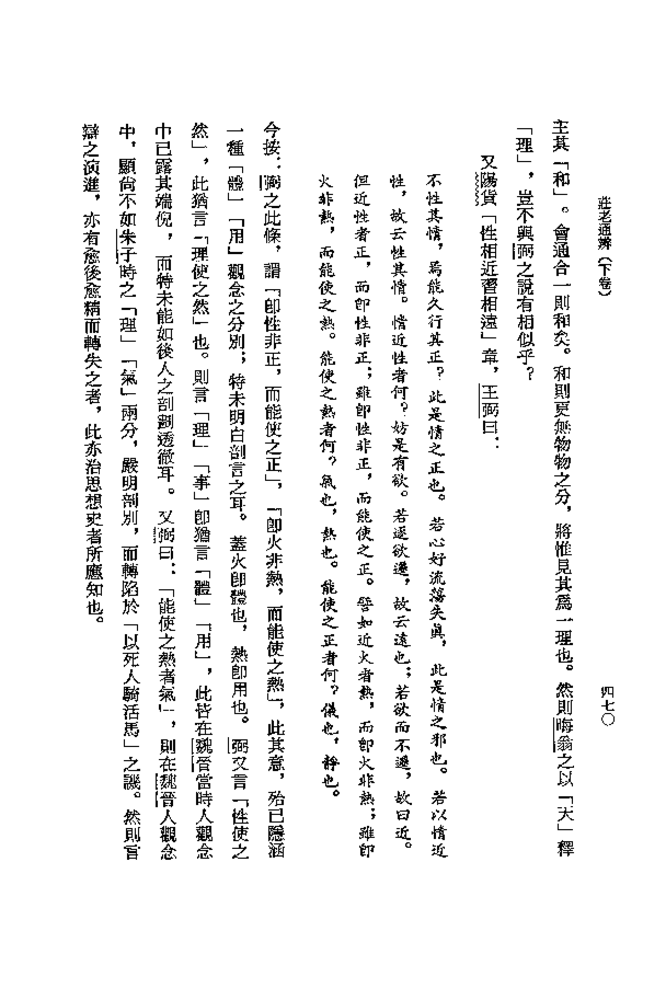 莊老通辨（下卷）
四七〇
主其「和」。會通合一則和矣。和則更無物物之分，將惟見其為一理也。然則晦翁之以「天」釋
「理」，豈不與弼之說有相似乎？
又陽貨「性相近習相遠」章，王弼曰：
不性其情，焉能久行其正？此是情之正也。若心好流蕩失眞，此是情之邪也。若以情近
性，故云性其情。情近性者何？妨是有欲。若逐欲遷，故云遠也；若欲而不遷，故曰近。
但近性者正，而卽性非正；雖卽性非正，而能使之正。譬如近火者熱，而卽火非熱；雖卽
火非熱，而能使之熱。能使之熱者何？氣也，熱也。能使之正者何？儀也，靜也。
今按：弼之此條，謂「卽性非正，而能使之正」，「卽火非熱，而能使之熱」，此其意，殆已隱涵
一種「體」「用」觀念之分別；特未明白剖言之耳。蓋火卽體也，熱卽用也。弼又言「性使之
然」，此猶言「理使之然」也。則言「理」「事」卽猶言「體」「用」，此皆在魏晉當時人觀念
中已露其端倪，而特未能如後人之剖劃透徹耳。又弼曰：「能使之熱者氣」，則在魏晉人觀念
中，顯尙不如朱子時之「理」「氣」兩分，嚴明剖別，而轉陷於「以死人騎活馬」之譏。然則言
辯之演進，亦有愈後愈精而轉失之者，此亦治思想史者所應知也。